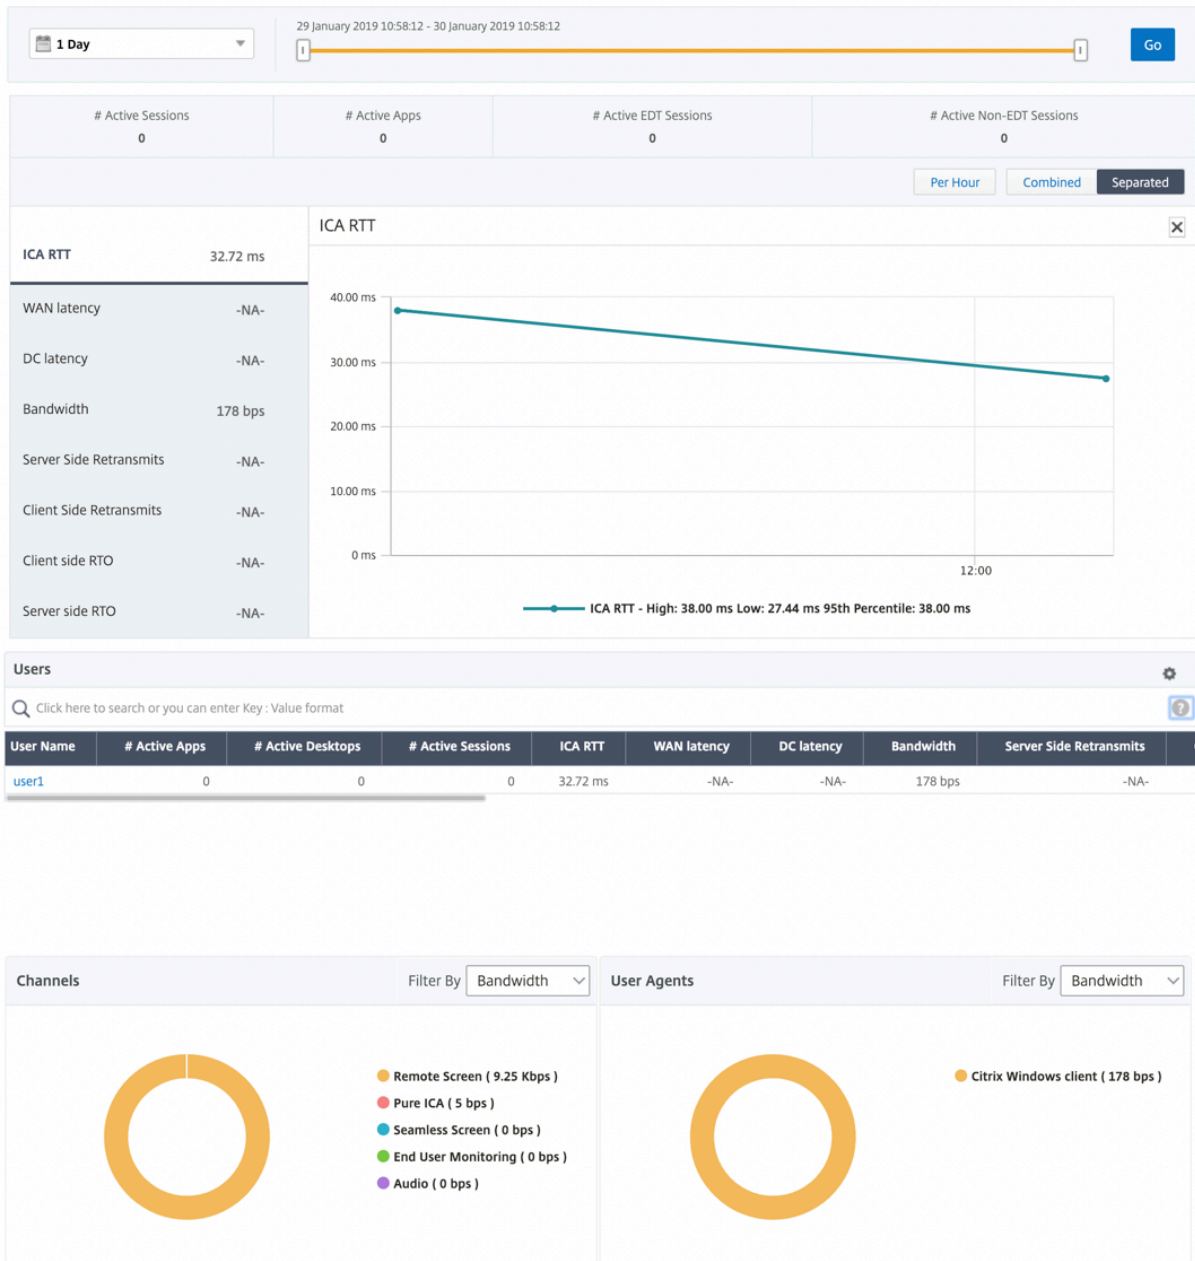 29 January 2019 10:58:12 - 30 January 2019 10:58:12
1 Day
Go
# Active Sessions
0
# Active Apps
0
# Active EDT Sessions
0
# Active Non-EDT Sessions
0
Per Hour
Combined
Separated
ICA RTT 32.72 ms
WAN latency -NA-
DC latency -NA-
Bandwidth 178 bps
Server Side Retransmits -NA-
Client Side Retransmits -NA-
Client side RTO -NA-
Server side RTO -NA-
ICA RTT
40.00 ms
30.00 ms
20.00 ms
10.00 ms
0 ms
12:00
ICA RTT - High: 38.00 ms Low: 27.44 ms 95th Percentile: 38.00 ms
Users
Click here to search or you can enter Key : Value format
?
User Name # Active Apps # Active Desktops # Active Sessions ICA RTT WAN latency DC latency Bandwidth Server Side Retransmits
user1 0 0 0 32.72 ms -NA- -NA- 178 bps -NA-
Channels
Filter By Bandwidth
Remote Screen ( 9.25 Kbps )
Pure ICA ( 5 bps )
Seamless Screen ( 0 bps )
End User Monitoring ( 0 bps )
Audio ( 0 bps )
User Agents
Filter By Bandwidth
Citrix Windows client ( 178 bps )